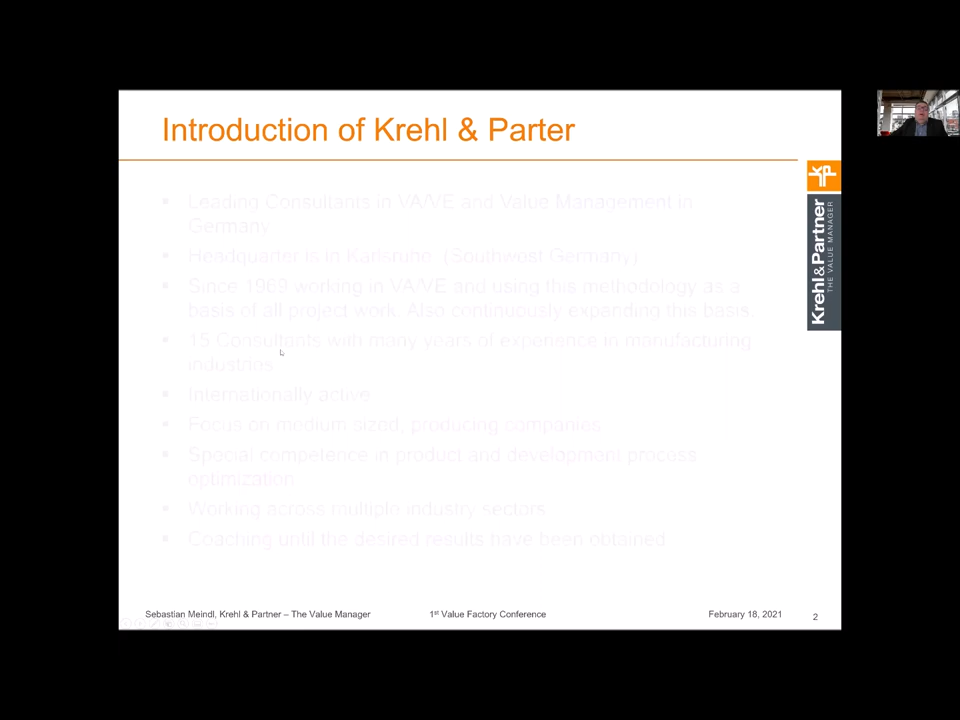 Introduction of Krehl & Parter
Leading Consultants in VA/VE and Value Management in
Germany
Headquarter is in Karlsruhe (Southwest Germany)
Since 1969 working in VA/VE and using this methodology as a
basis of all project work. Also continuously expanding this basis.
15 Consultants with many years of experience in manufacturing
industries
Internationally active
Focus on medium sized, producing companies
Special competence in product and development process
optimization
Working across multiple industry sectors
Coaching until the desired results have been obtained
kp
Krehl&Partner
THE VALUE MANAGER
Sebastian Meindl, Krehl & Partner – The Value Manager
1st Value Factory Conference
February 18, 2021
2